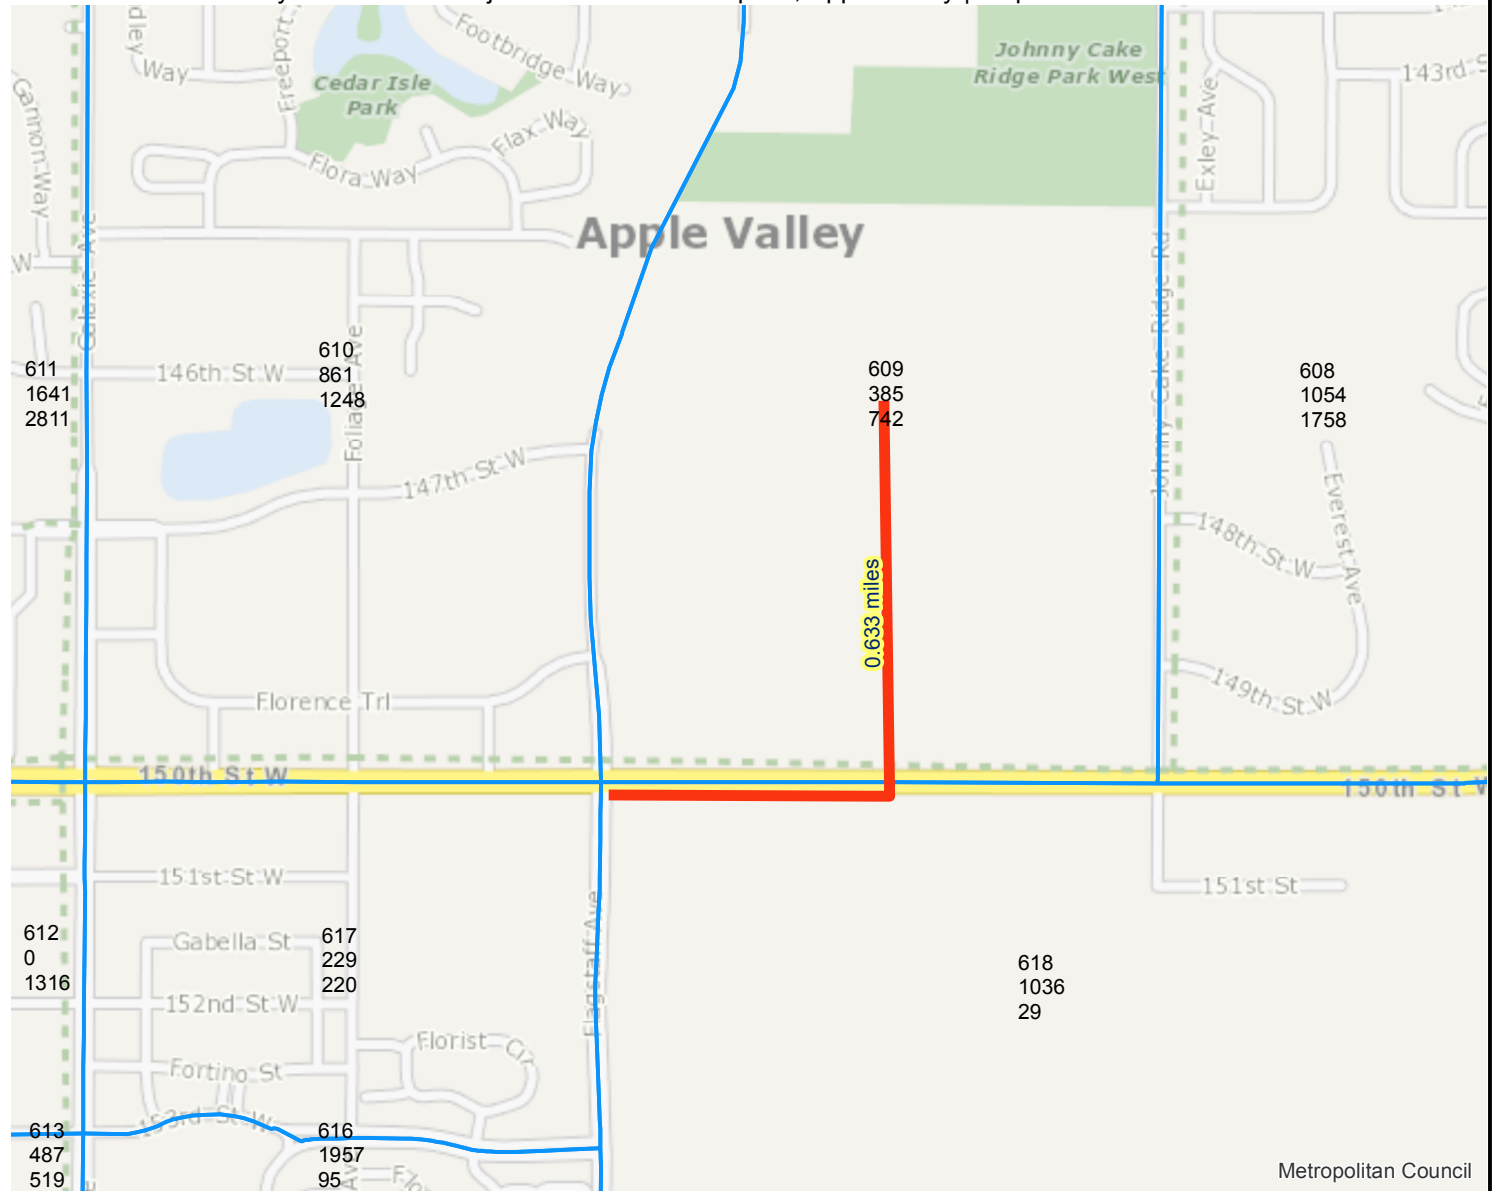 Footbridge Way
dley Way
Freeport
Johnny Cake
Ridge Park West
143rd S
Cedar Isle
Park
Gannon Way
Flax Way
Exley Ave
Flora Way
Apple Valley
W
Galaxie Ave
Johnny Cake Ridge Rd
Foliage Ave
610
861
1248
611
1641
2811
146th St W
609
385
742
608
1054
1758
147th St W
Everest Ave
148th St W
0.633 miles
149th St W
Florence Trl
150th St W
150th St W
151st St W
151st St
Flagstaff Ave
612
0
1316
Gabella St
617
229
220
618
1036
29
152nd St W
Florist Cir
Fortino St
153rd St W
613
487
519
616
1957
95
Metropolitan Council